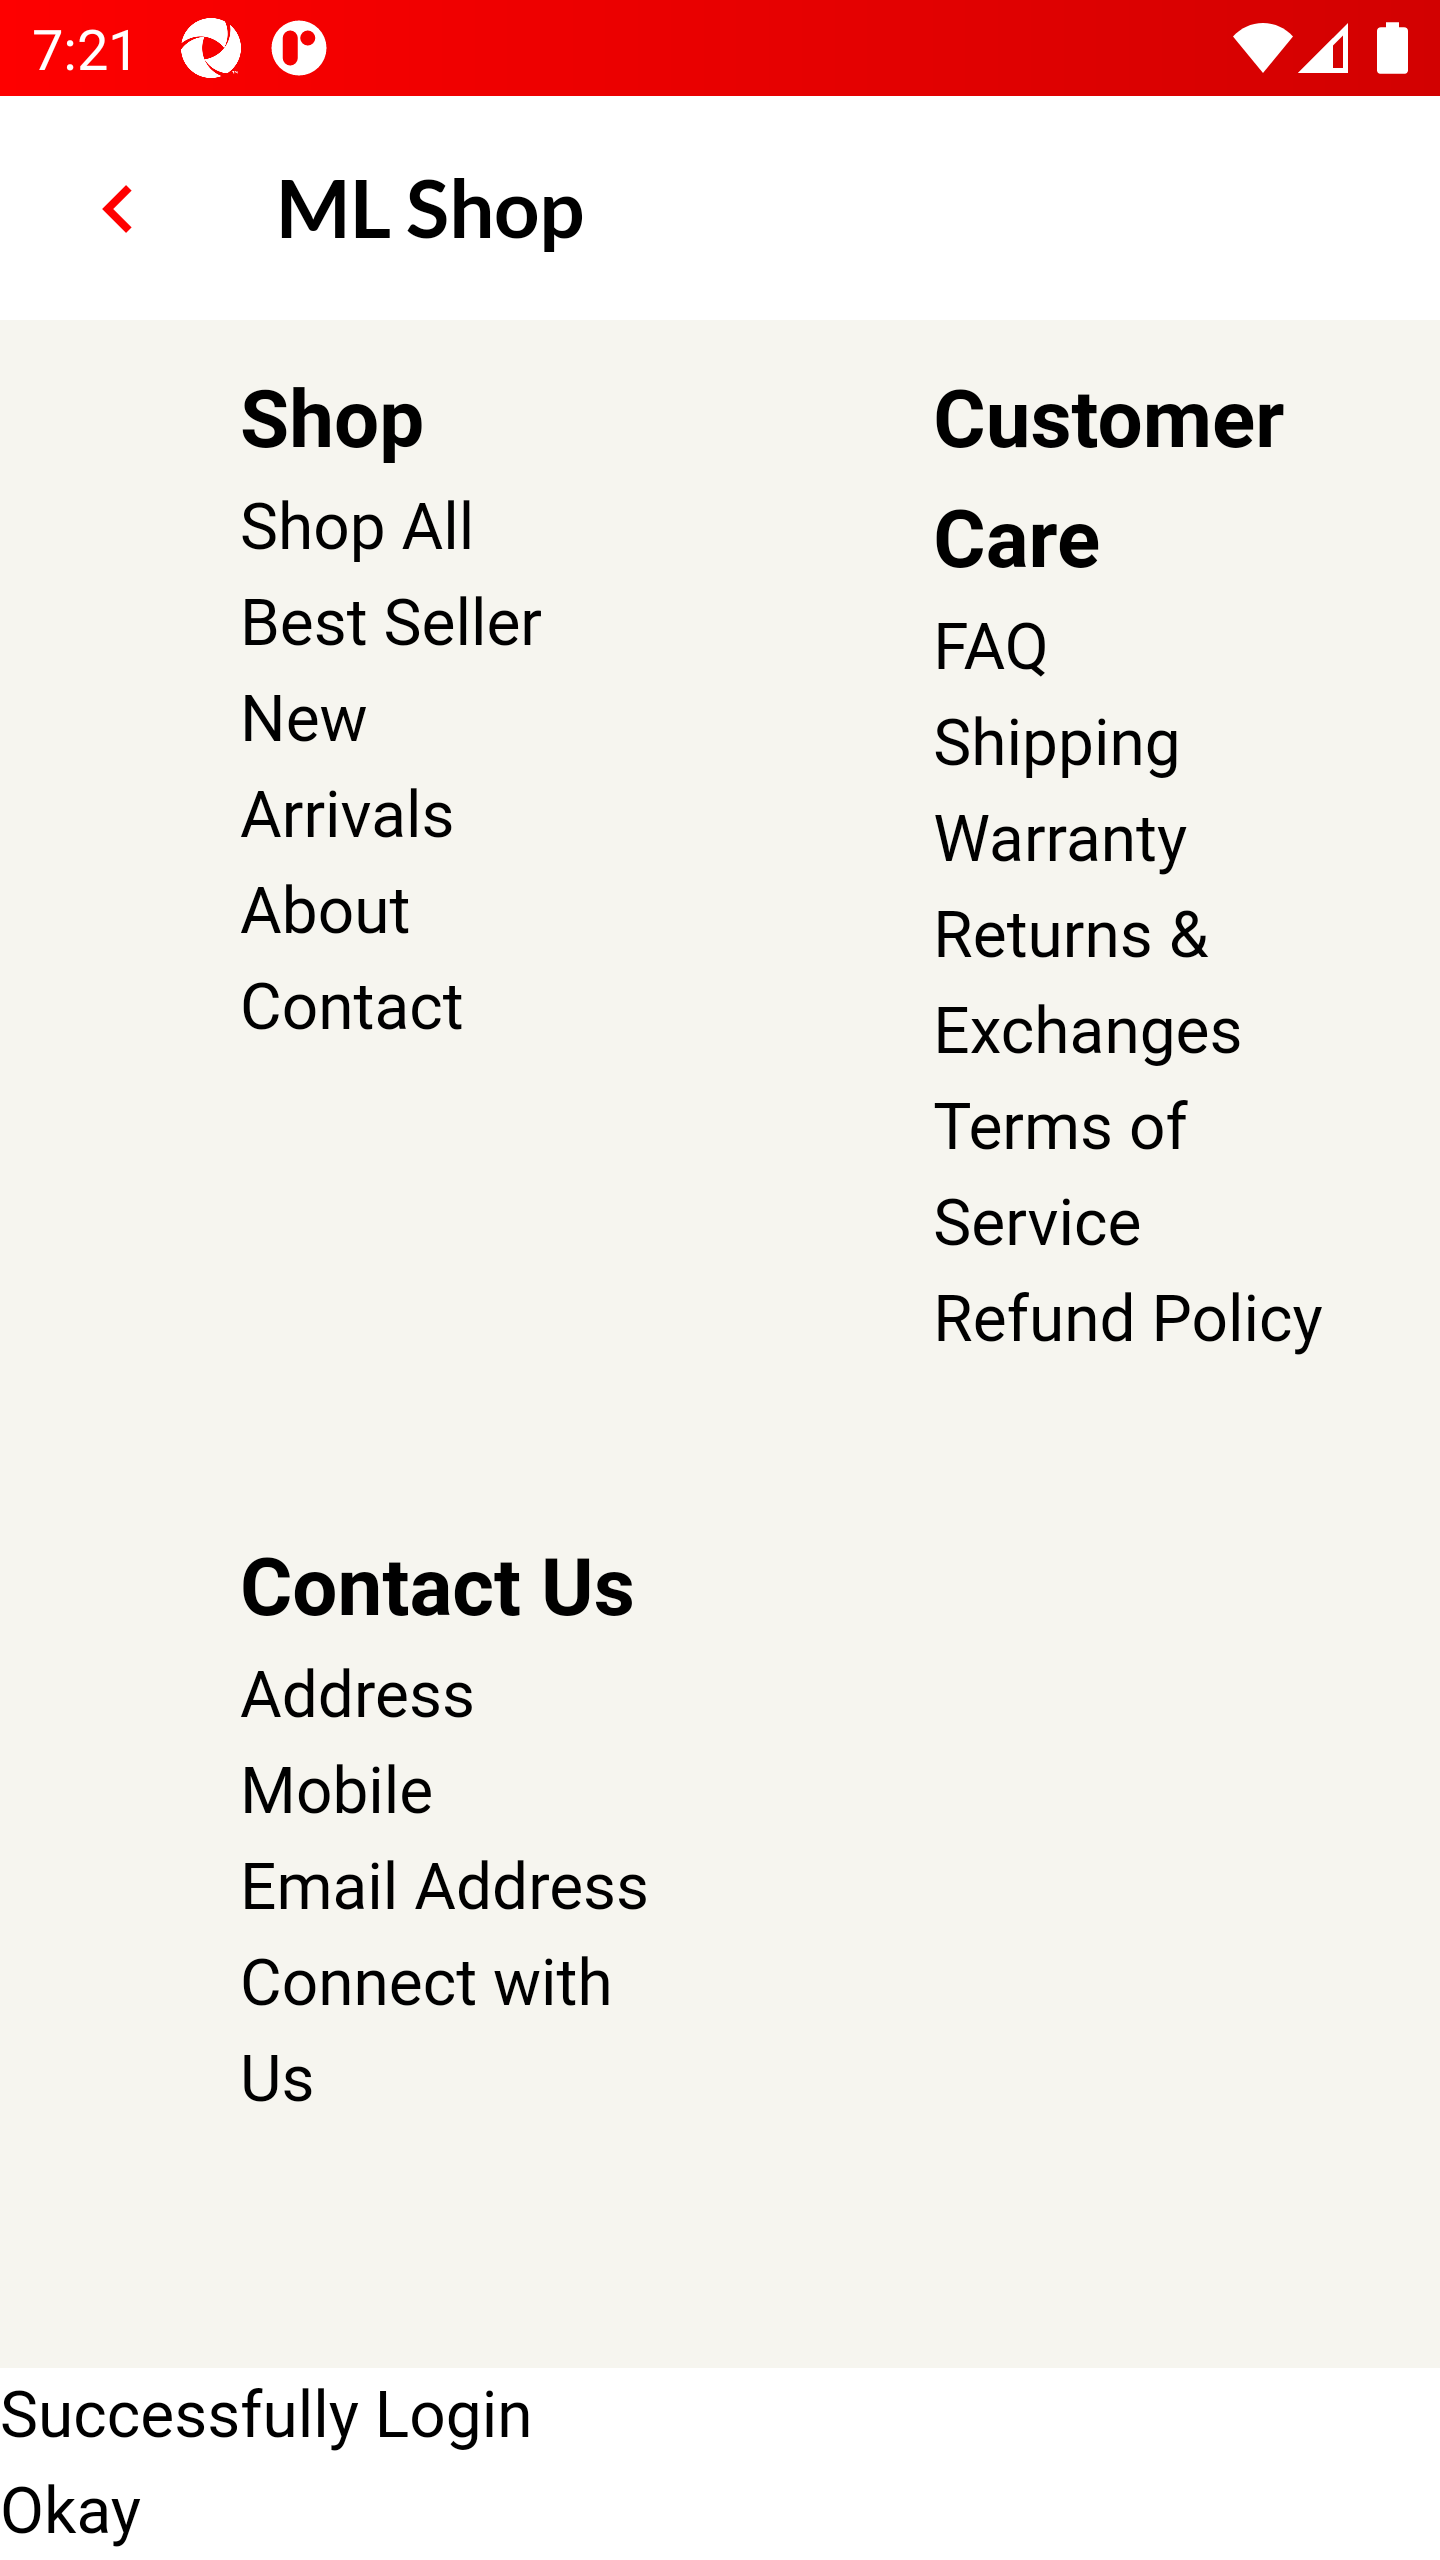 7:21
ML Shop
Shop
Shop All
Best Seller
New
Arrivals
About
Contact
Customer
Care
FAQ
Shipping
Warranty
Returns &
Exchanges
Terms of
Service
Refund Policy
Contact Us
Address
Mobile
Email Address
Connect with
Us
Successfully Login
Okay